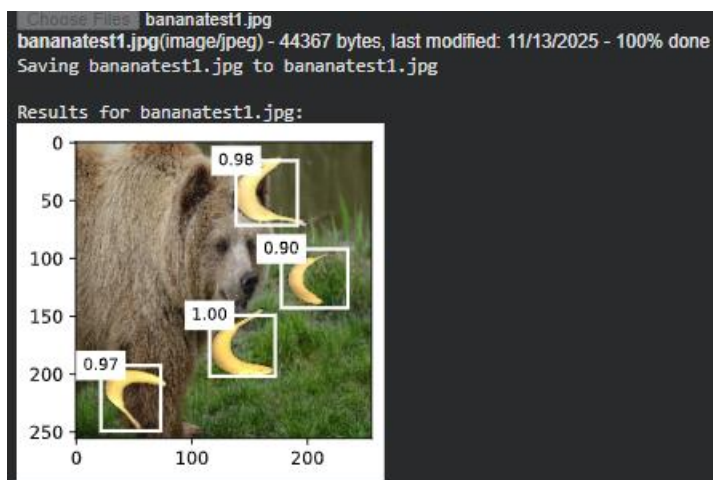 Choose Files bananatest1.jpg
bananatest1.jpg(image/jpeg) - 44367 bytes, last modified: 11/13/2025 - 100% done
Saving bananatest1.jpg to bananatest1.jpg
Results for bananatest1.jpg:
0
0.98
50
0.90
100
150
1.00
0.97
200
250
0 100 200